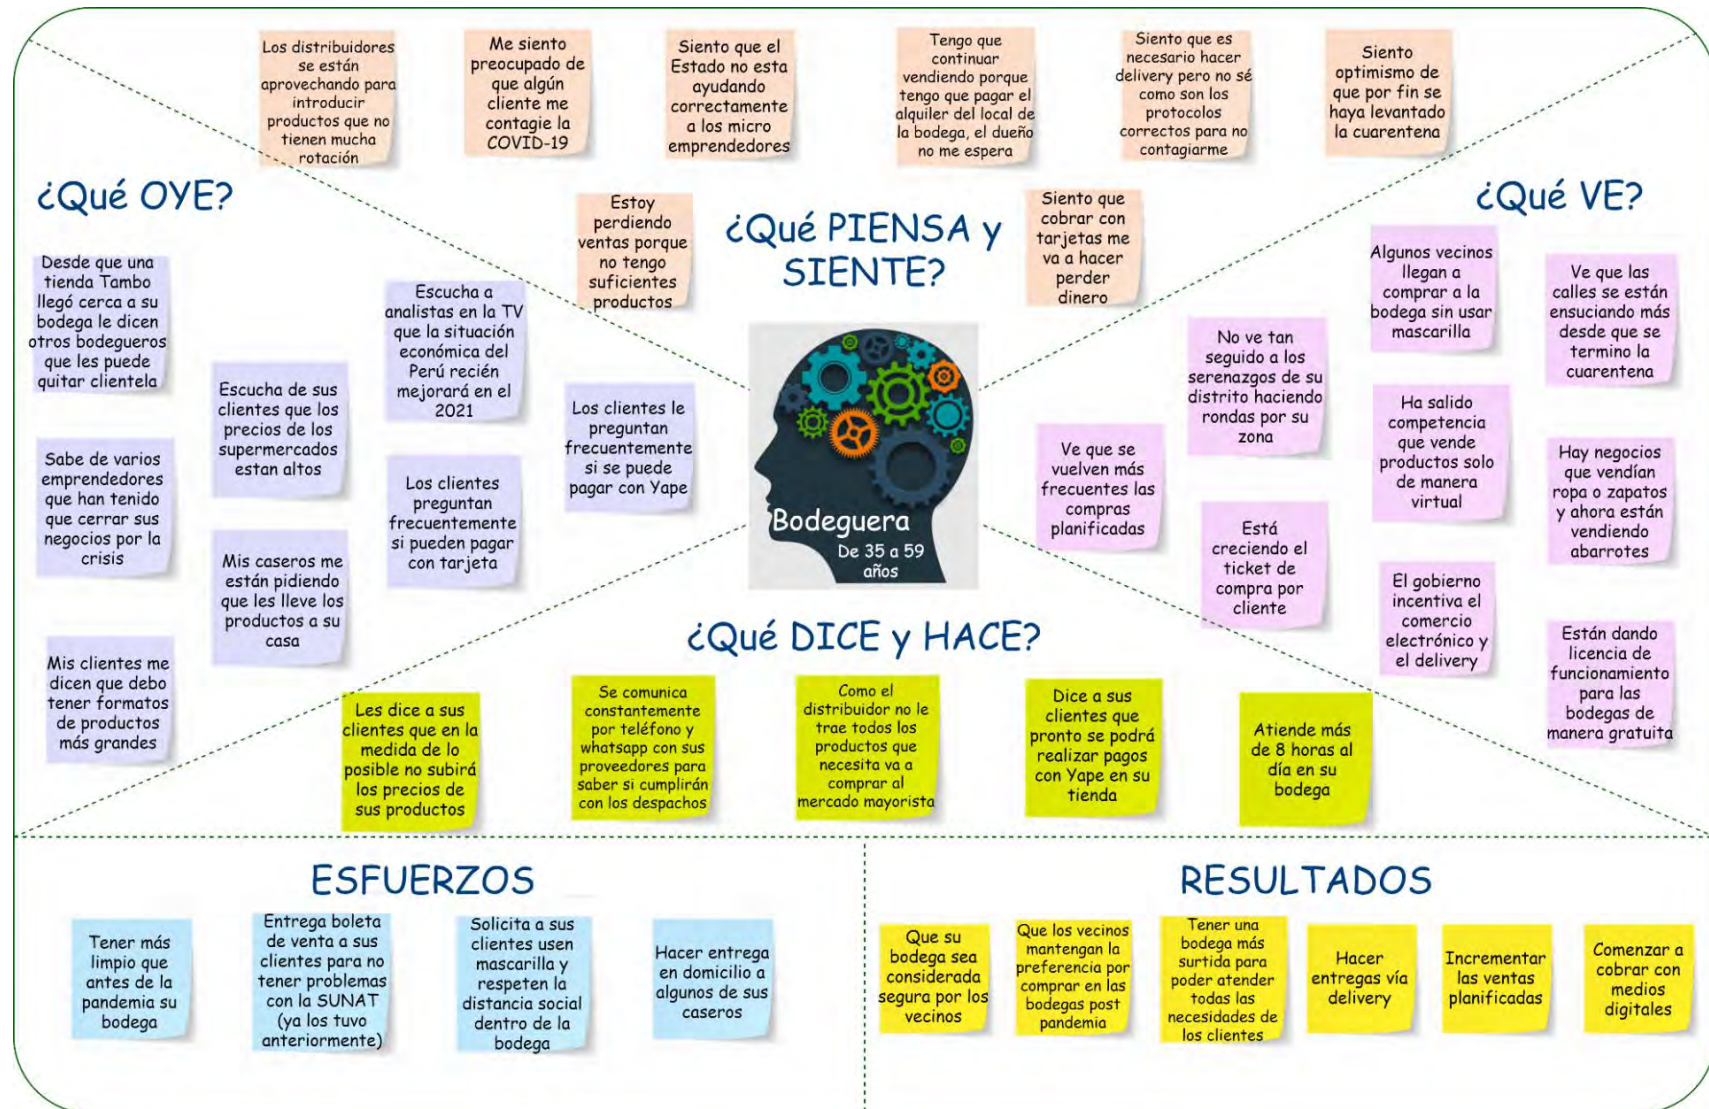 Los distribuidores
se están
aprovechando para
introducir
productos que no
tienen mucha
rotación
Me siento
preocupado de
que algún
cliente me
contagie la
COVID-19
Siento que el
Estado no esta
ayudando
correctamente
a los micro
emprendedores
Tengo que
continuar
vendiendo porque
tengo que pagar el
alquiler del local de
la bodega, el dueño
no me espera
Siento que es
necesario hacer
delivery pero no sé
como son los
protocolos
correctos para no
contagiarme
Siento
optimismo de
que por fin se
haya levantado
la cuarentena
Estoy
perdiendo
ventas porque
no tengo
suficientes
productos
¿Qué PIENSA y
SIENTE?
Siento que
cobrar con
tarjetas me
va a hacer
perder
dinero
¿Qué OYE?
Desde que una
tienda Tambo
llegó cerca a su
bodega le dicen
otros bodegueros
que les puede
quitar clientela
Escucha de sus
clientes que los
precios de los
supermercados
estan altos
Escucha a
analistas en la TV
que la situación
económica del
Perú recién
mejorará en el
2021
Los clientes le
preguntan
frecuentemente
si se puede
pagar con Yape
Sabe de varios
emprendedores
que han tenido
que cerrar sus
negocios por la
crisis
Mis caseros me
están pidiendo
que les lleve los
productos a su
casa
Los clientes
preguntan
frecuentemente
si pueden pagar
con tarjeta
Mis clientes me
dicen que debo
tener formatos
de productos
más grandes
Bodeguera
De 35 a 59
años
¿Qué VE?
Algunos vecinos
llegan a
comprar a la
bodega sin usar
mascarilla
Ve que las
calles se están
ensuciando más
desde que se
termino la
cuarentena
No ve tan
seguido a los
serenazgos de su
distrito haciendo
rondas por su
zona
Ha salido
competencia
que vende
productos solo
de manera
virtual
Ve que se
vuelven más
frecuentes las
compras
planificadas
Hay negocios
que vendían
ropa o zapatos
y ahora están
vendiendo
abarrotes
Está
creciendo el
ticket de
compra por
cliente
El gobierno
incentiva el
comercio
electrónico y
el delivery
Están dando
licencia de
funcionamiento
para las
bodegas de
manera gratuita
¿Qué DICE y HACE?
Les dice a sus
clientes que en la
medida de lo
posible no subirá
los precios de
sus productos
Se comunica
constantemente
por teléfono y
whatsapp con sus
proveedores para
saber si cumplirán
con los despachos
Como el
distribuidor no le
trae todos los
productos que
necesita va a
comprar al
mercado mayorista
Dice a sus
clientes que
pronto se podrá
realizar pagos
con Yape en su
tienda
Atiende más
de 8 horas al
día en su
bodega
ESFUERZOS
Tener más
limpio que
antes de la
pandemia su
bodega
Entrega boleta
de venta a sus
clientes para no
tener problemas
con la SUNAT
(ya los tuvo
anteriormente)
Solicita a sus
clientes usen
mascarilla y
respeten la
distancia social
dentro de la
bodega
Hacer entrega
en domicilio a
algunos de sus
caseros
RESULTADOS
Que su
bodega sea
considerada
segura por los
vecinos
Que los vecinos
mantengan la
preferencia por
comprar en las
bodegas post
pandemia
Tener una
bodega más
surtida para
poder atender
todas las
necesidades de
los clientes
Hacer
entregas vía
delivery
Incrementar
las ventas
planificadas
Comenzar a
cobrar con
medios
digitales